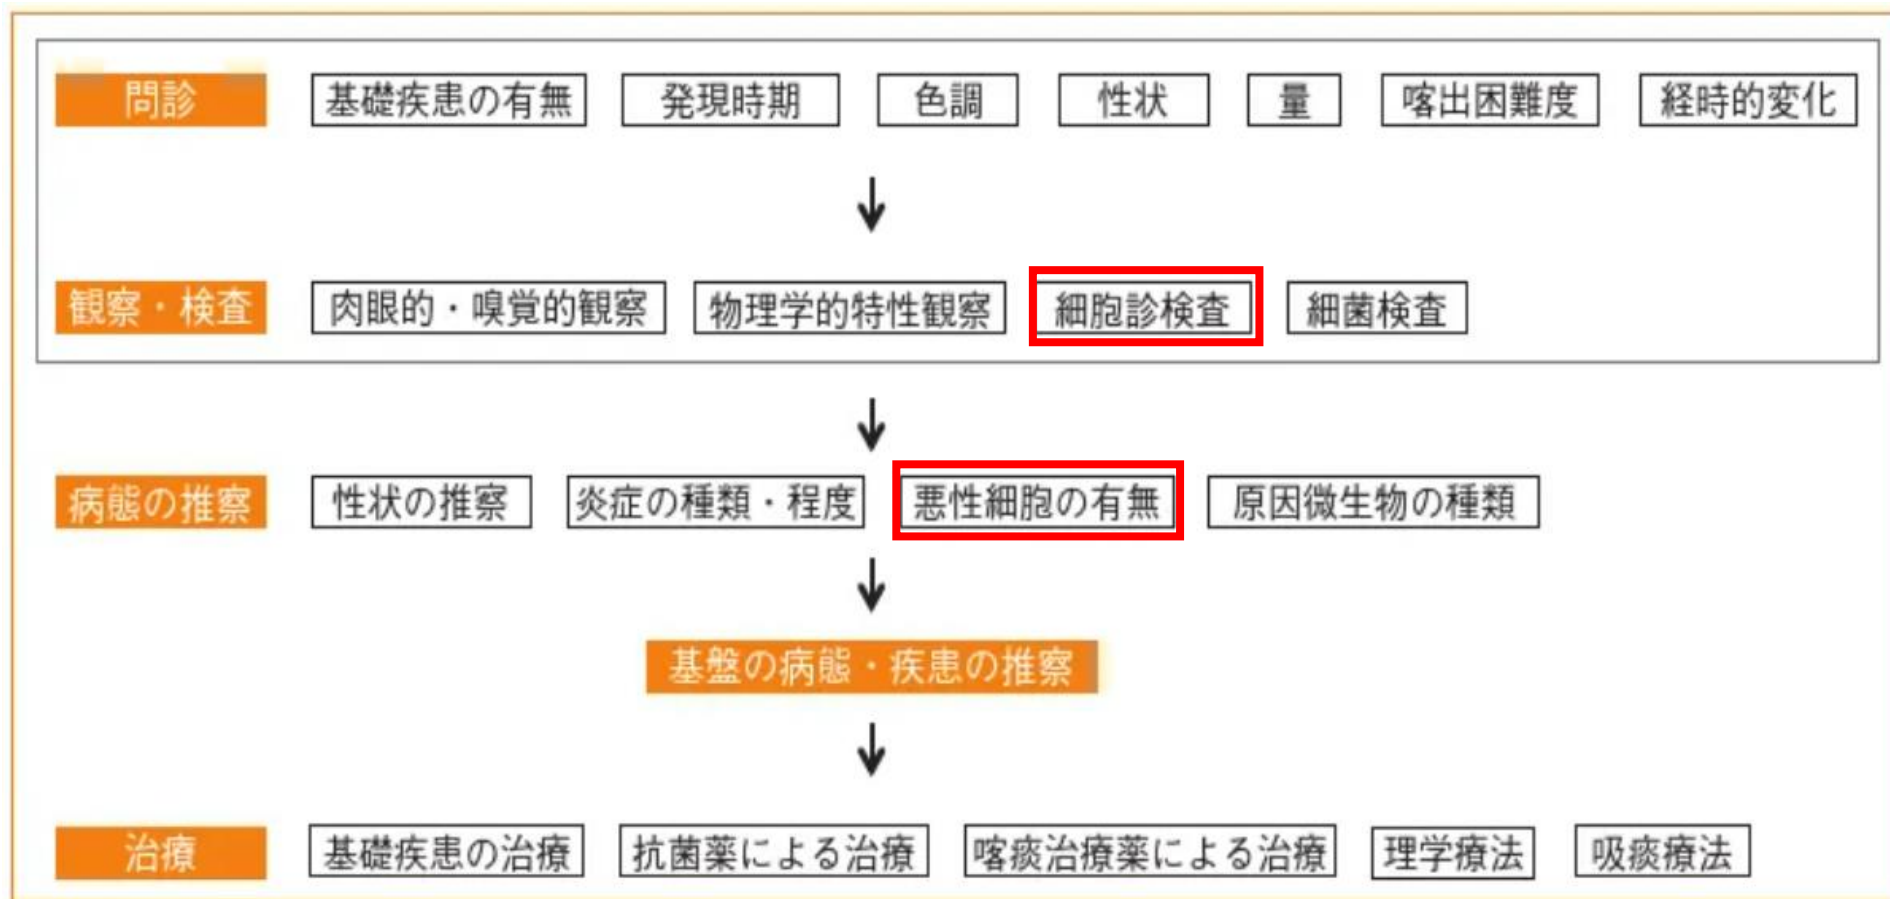 問診 基礎疾患の有無 発現時期 色調 性状 量 喀出困難度 経時的変化
観察・検査 肉眼的・嗅覚的観察 物理学的特性観察 細胞診検査 細菌検査
病態の推察 性状の推察 炎症の種類・程度 悪性細胞の有無 原因微生物の種類
基盤の病態・疾患の推察
治療 基礎疾患の治療 抗菌薬による治療 喀痰治療薬による治療 理学療法 吸痰療法